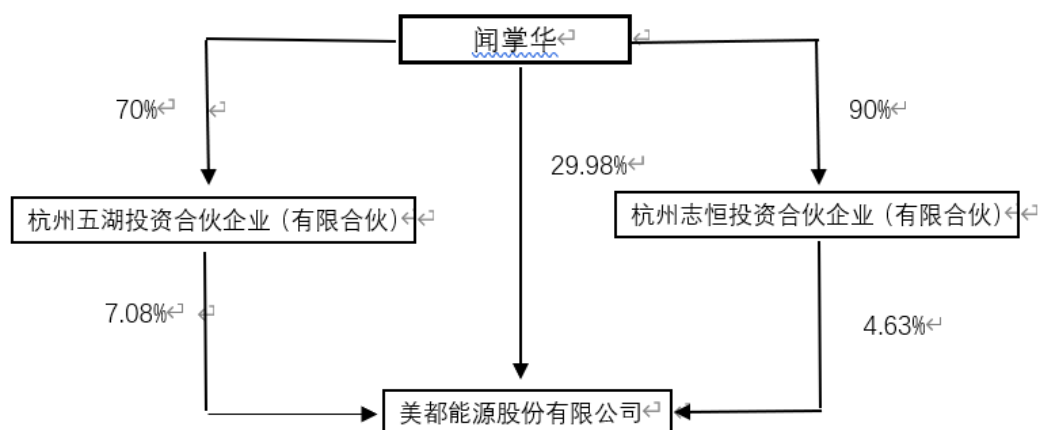 闻掌华
70%
90%
29.98%
杭州五湖投资合伙企业（有限合伙）
杭州志恒投资合伙企业（有限合伙）
7.08%
4.63%
美都能源股份有限公司